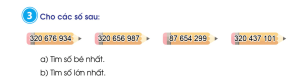 3 Cho các số sau:
320 676 934 320 656 987 87 654 299 320 437 101
a) Tìm số bé nhất.
b) Tìm số lớn nhất.